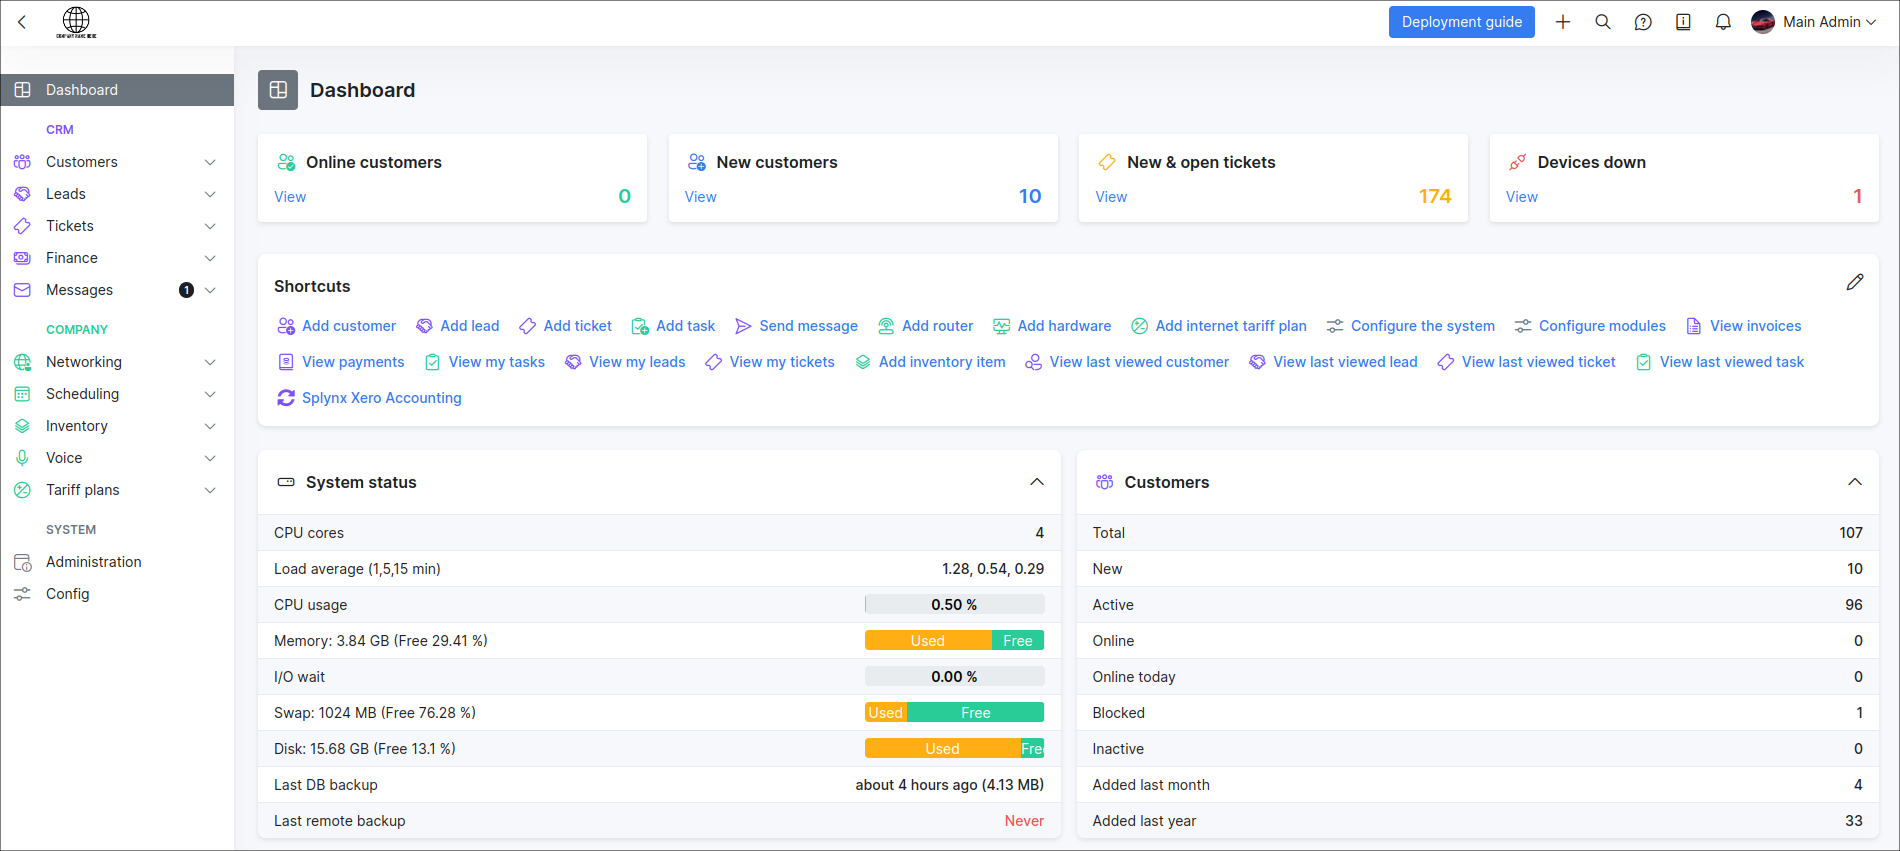 COMPANY NAME HERE
Deployment guide
Main Admin
Dashboard
CRM
Customers
Leads
Tickets
Finance
Messages 1
COMPANY
Networking
Scheduling
Inventory
Voice
Tariff plans
SYSTEM
Administration
Config
Dashboard
Online customers
View 0
New customers
View 10
New & open tickets
View 174
Devices down
View 1
Shortcuts
Add customer Add lead Add ticket Add task Send message Add router Add hardware Add internet tariff plan Configure the system Configure modules View invoices
View payments View my tasks View my leads View my tickets Add inventory item View last viewed customer View last viewed lead View last viewed ticket View last viewed task
Splynx Xero Accounting
System status
CPU cores 4
Load average (1,5,15 min) 1.28, 0.54, 0.29
CPU usage 0.50 %
Memory: 3.84 GB (Free 29.41 %) Used Free
I/O wait 0.00 %
Swap: 1024 MB (Free 76.28 %) Used Free
Disk: 15.68 GB (Free 13.1 %) Used Free
Last DB backup about 4 hours ago (4.13 MB)
Last remote backup Never
Customers
Total 107
New 10
Active 96
Online 0
Online today 0
Blocked 1
Inactive 0
Added last month 4
Added last year 33